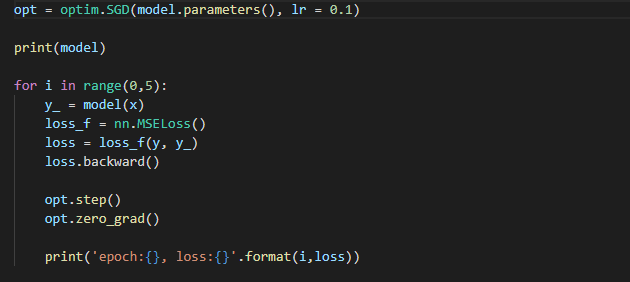 opt = optim.SGD(model.parameters(), lr = 0.1)
print(model)
for i in range(0,5):
    y_ = model(x)
    loss_f = nn.MSELoss()
    loss = loss_f(y, y_)
    loss.backward()
    opt.step()
    opt.zero_grad()
    print('epoch:{}, loss:{}'.format(i,loss))